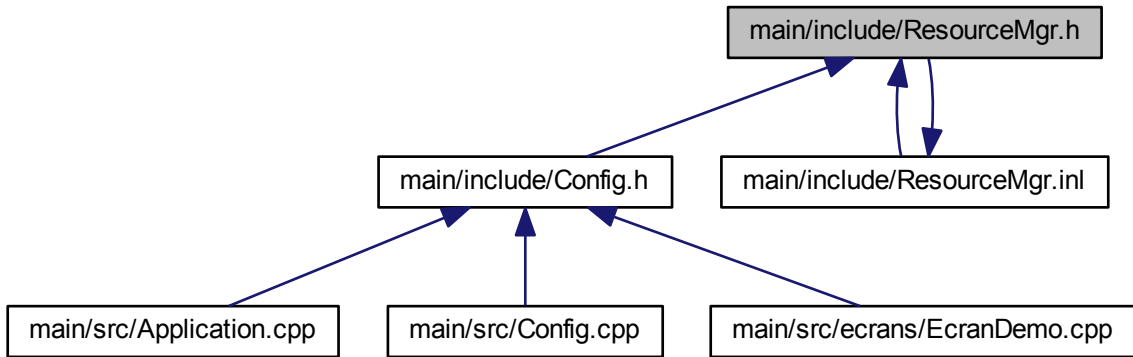 main/include/ResourceMgr.h
main/include/Config.h
main/include/ResourceMgr.inl
main/src/Application.cpp
main/src/Config.cpp
main/src/ecrans/EcranDemo.cpp